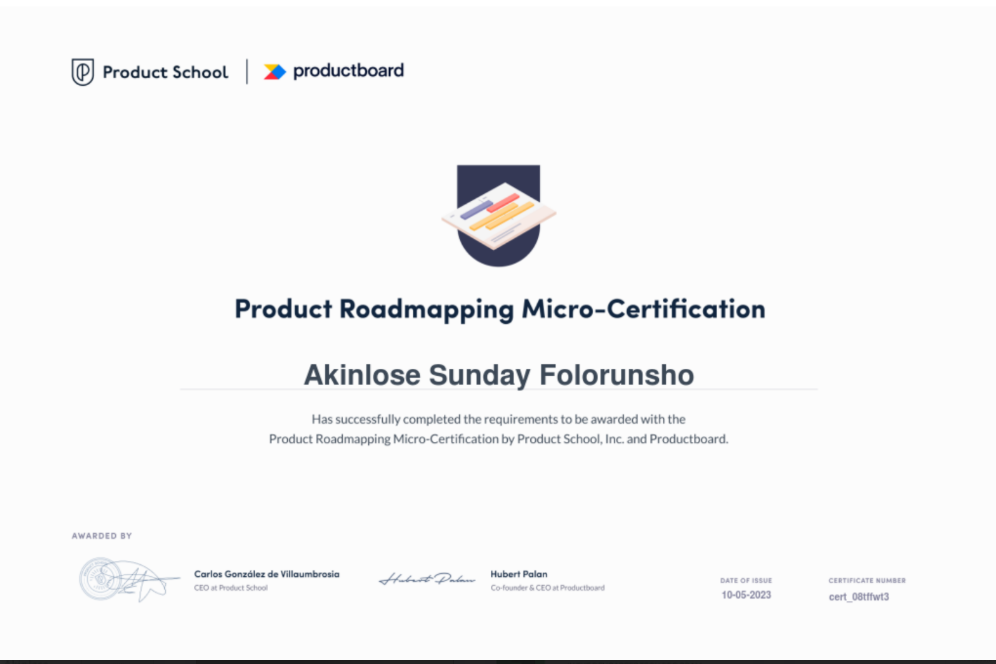 Product School | productboard
Product Roadmapping Micro-Certification
Akinlose Sunday Folorunsho
Has successfully completed the requirements to be awarded with the
Product Roadmapping Micro-Certification by Product School, Inc. and Productboard.
AWARDED BY
Carlos González de Villaumbrosia
CEO at Product School
Hubert Palan
Hubert Palan
Co-founder & CEO at Productboard
DATE OF ISSUE
10-05-2023
CERTIFICATE NUMBER
cert_08tffwt3